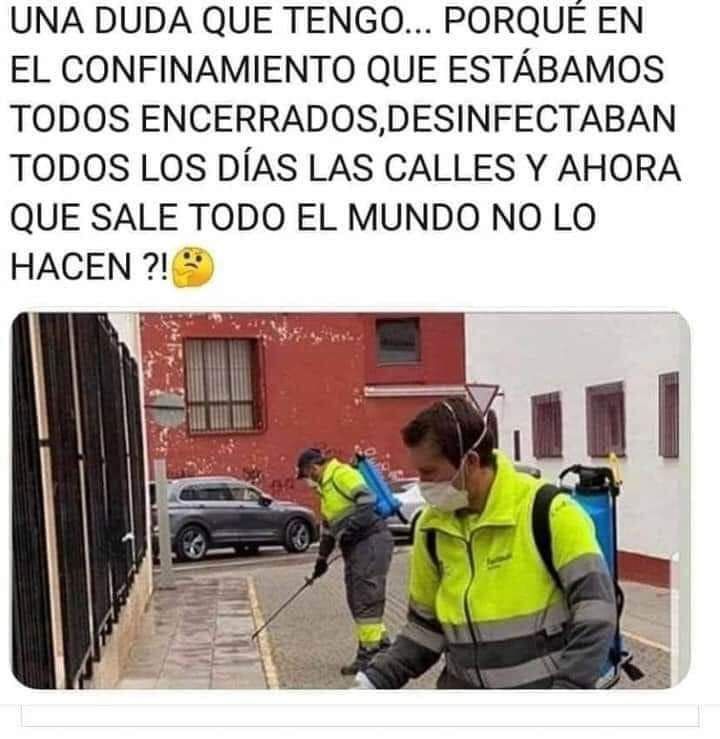 UNA DUDA QUE TENGO... PORQUÉ EN
EL CONFINAMIENTO QUE ESTÁBAMOS
TODOS ENCERRADOS,DESINFECTABAN
TODOS LOS DÍAS LAS CALLES Y AHORA
QUE SALE TODO EL MUNDO NO LO
HACEN ?!🤔